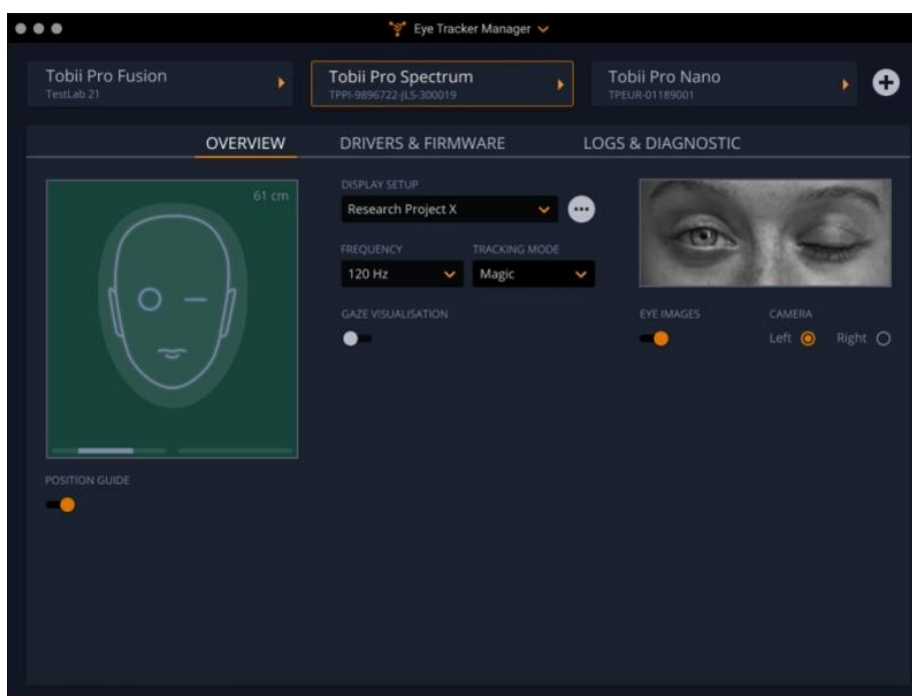 Eye Tracker Manager
Tobii Pro Fusion
TestLab 21
Tobii Pro Spectrum
TPPI-9896722-jLS-300019
Tobii Pro Nano
TPEUR-01189001
OVERVIEW
DRIVERS & FIRMWARE
LOGS & DIAGNOSTIC
61 cm
POSITION GUIDE
DISPLAY SETUP
Research Project X
FREQUENCY
TRACKING MODE
120 Hz
Magic
GAZE VISUALISATION
EYE IMAGES
CAMERA
Left
Right